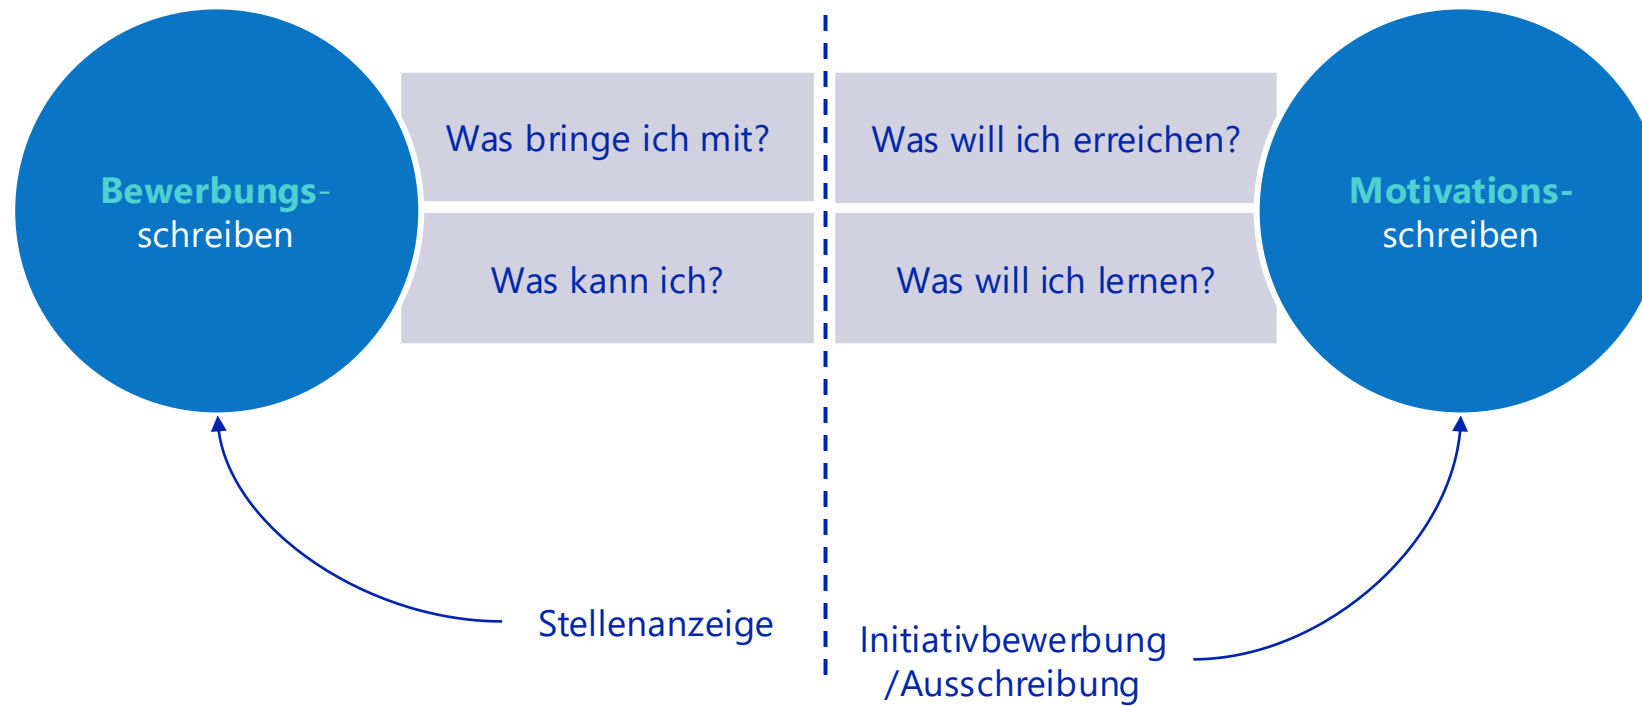 Bewerbungs-
schreiben
Was bringe ich mit?
Was kann ich?
Was will ich erreichen?
Was will ich lernen?
Motivations-
schreiben
Stellenanzeige
Initiativbewerbung
/Ausschreibung